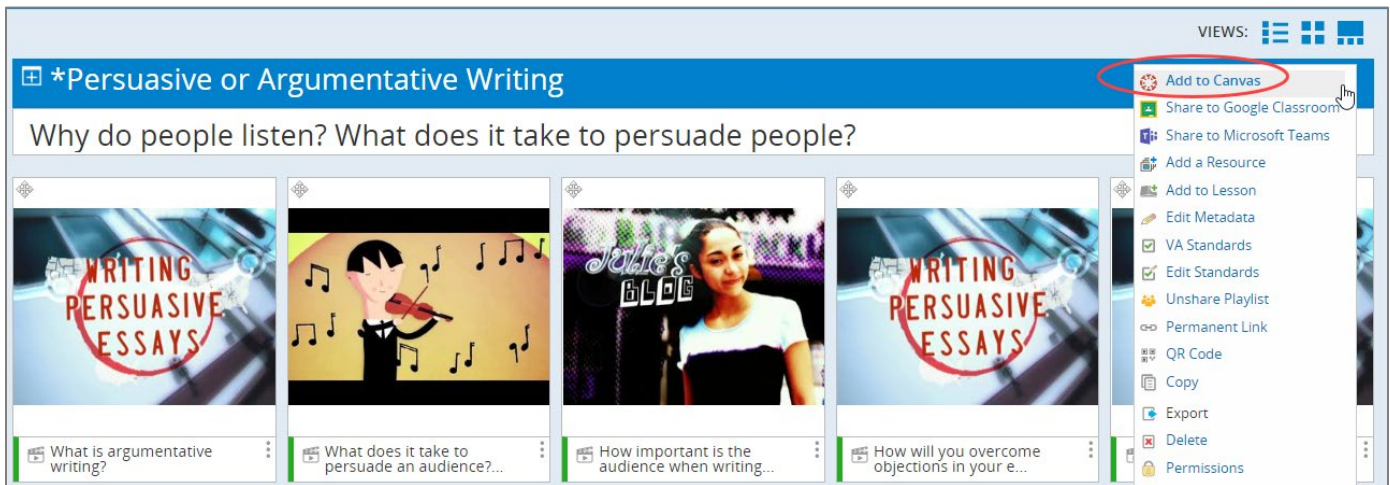 VIEWS:
*Persuasive or Argumentative Writing
Why do people listen? What does it take to persuade people?
Add to Canvas
Share to Google Classroom
Share to Microsoft Teams
Add a Resource
Add to Lesson
Edit Metadata
VA Standards
Edit Standards
Unshare Playlist
Permanent Link
QR Code
Copy
Export
Delete
Permissions
WRITING
PERSUASIVE
ESSAYS
JULIE'S
BLOG
WRITING
PERSUASIVE
ESSAYS
What is argumentative
writing?
What does it take to
persuade an audience?...
How important is the
audience when writing...
How will you overcome
objections in your e...